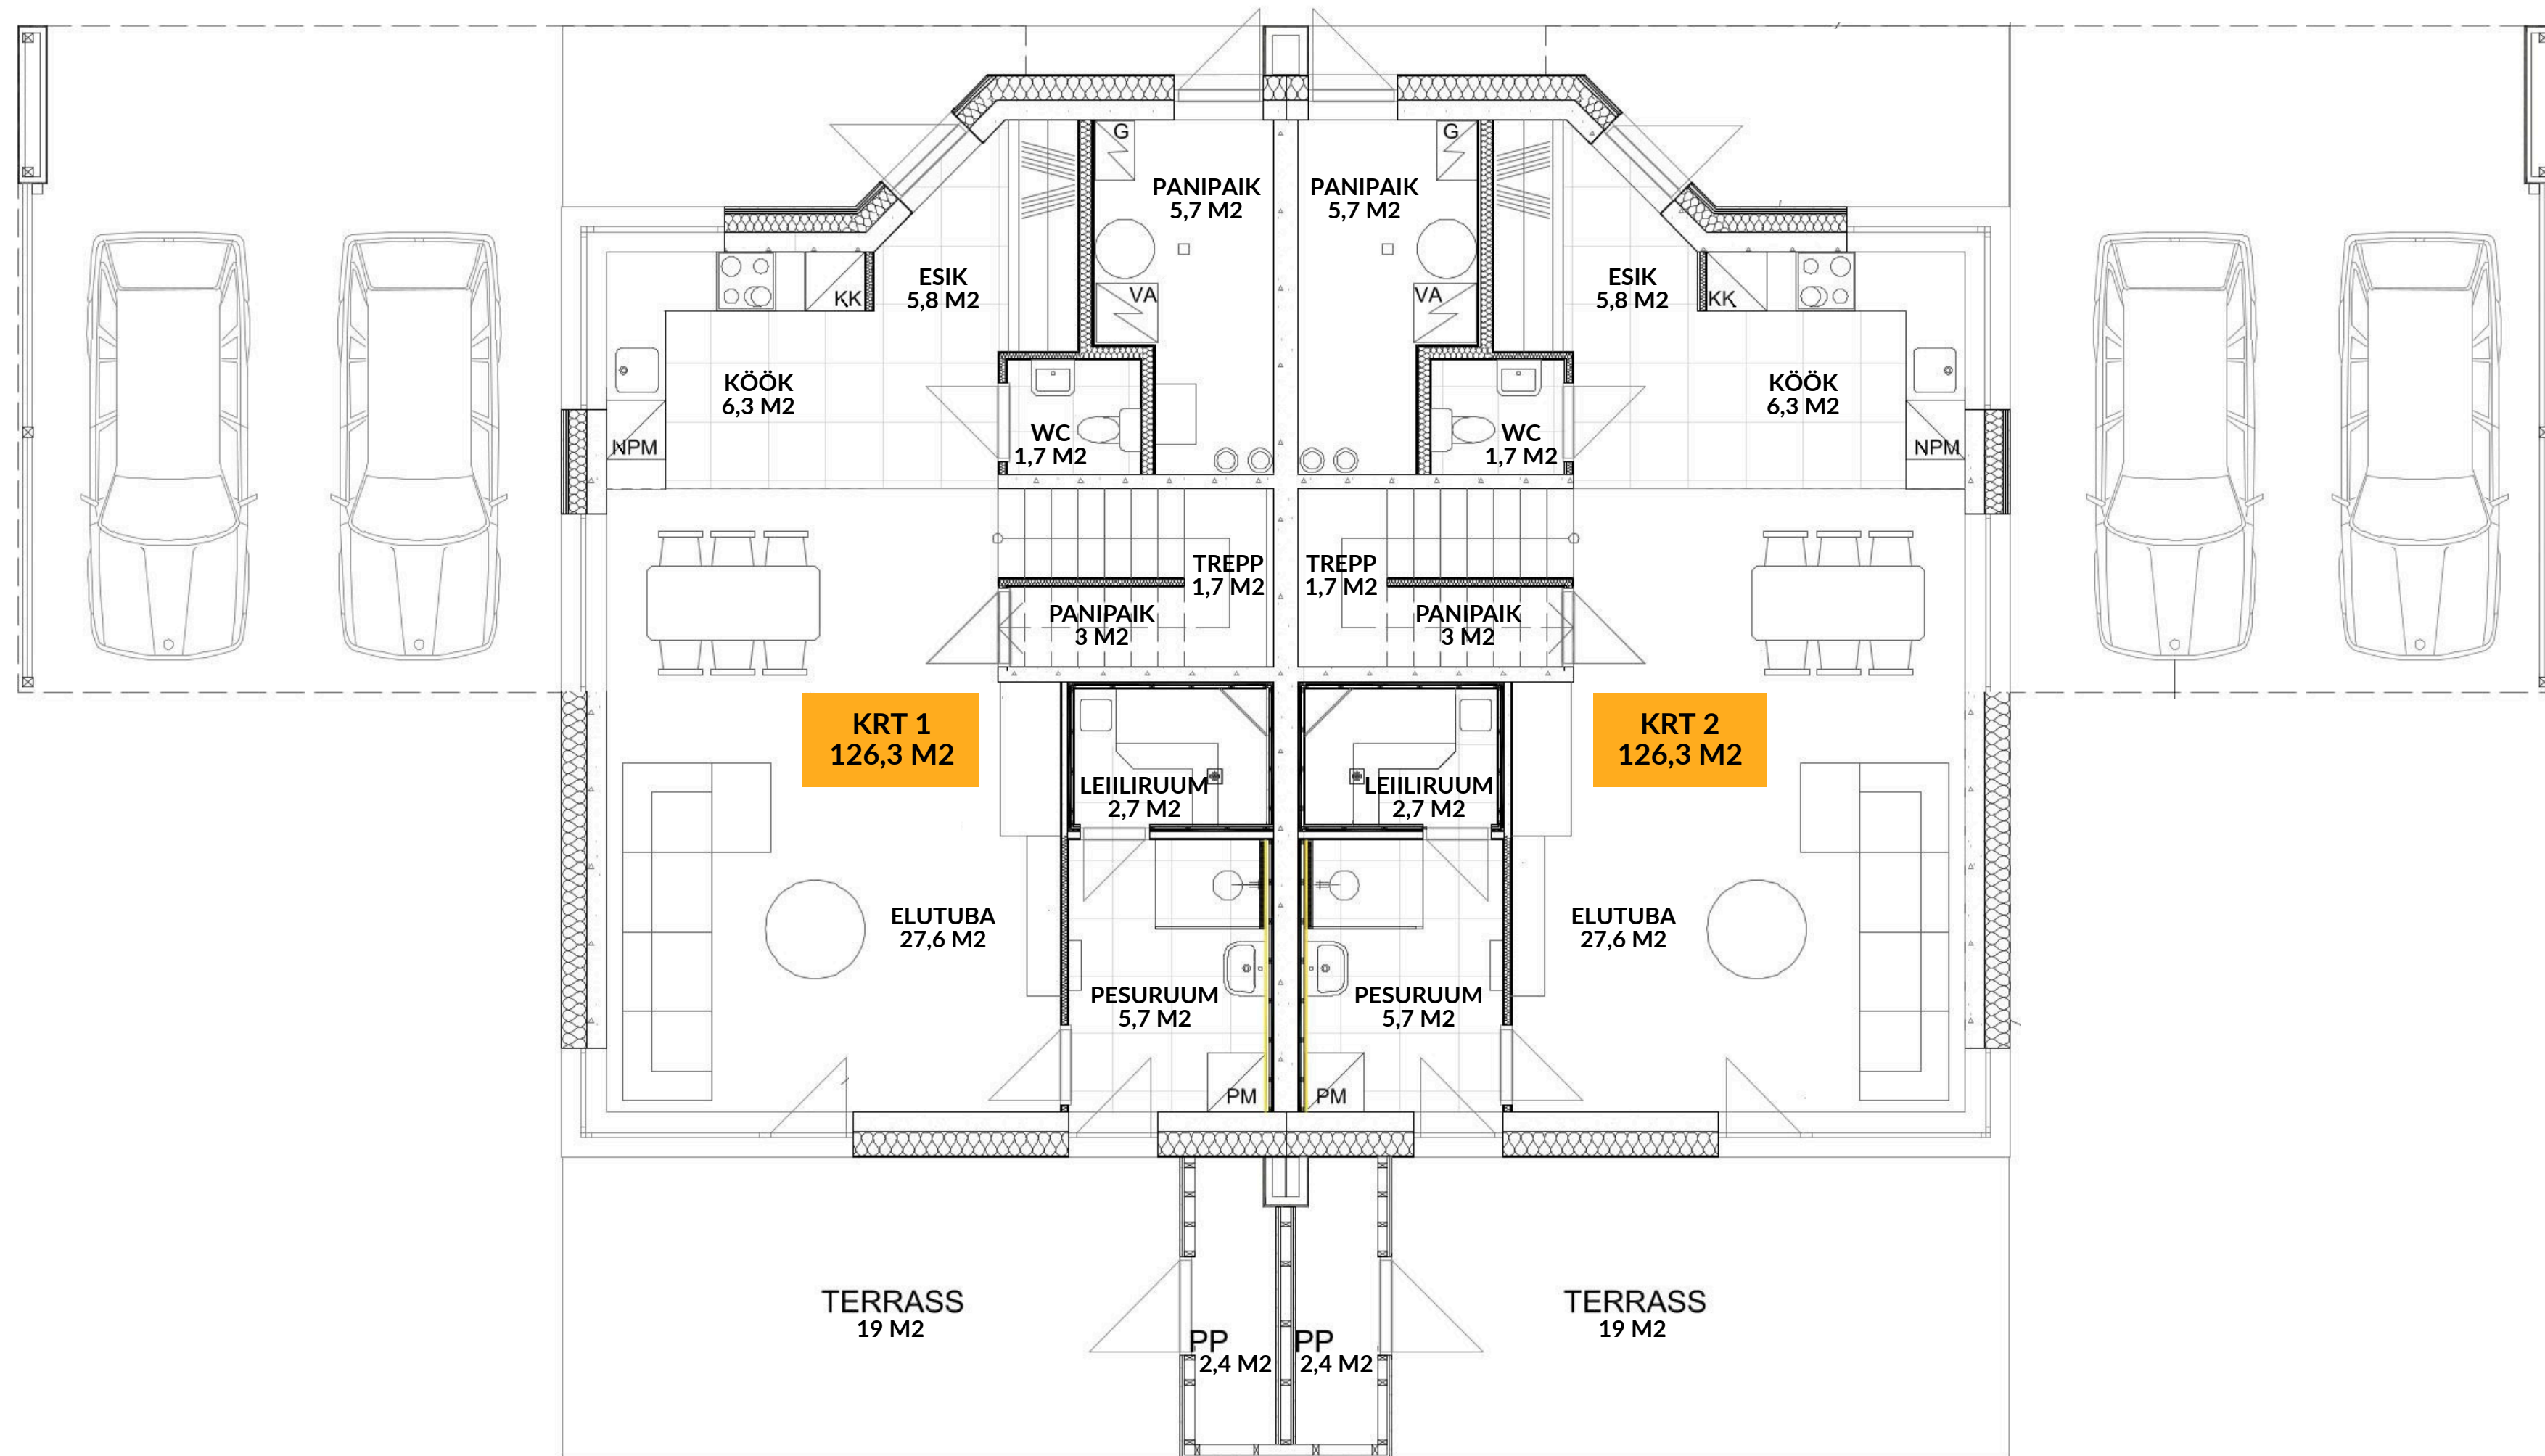 G
G
PANIPAIK
5,7 M2
PANIPAIK
5,7 M2
ESIK
5,8 M2
ESIK
5,8 M2
KK
VA
VA
KK
KÖÖK
6,3 M2
KÖÖK
6,3 M2
NPM
WC
1,7 M2
WC
1,7 M2
NPM
TREPP
1,7 M2
TREPP
1,7 M2
PANIPAIK
3 M2
PANIPAIK
3 M2
KRT 1
126,3 M2
KRT 2
126,3 M2
LEIILIRUUM
2,7 M2
LEIILIRUUM
2,7 M2
ELUTUBA
27,6 M2
ELUTUBA
27,6 M2
PESURUUM
5,7 M2
PESURUUM
5,7 M2
PM
PM
TERRASS
19 M2
TERRASS
19 M2
PP
2,4 M2
PP
2,4 M2